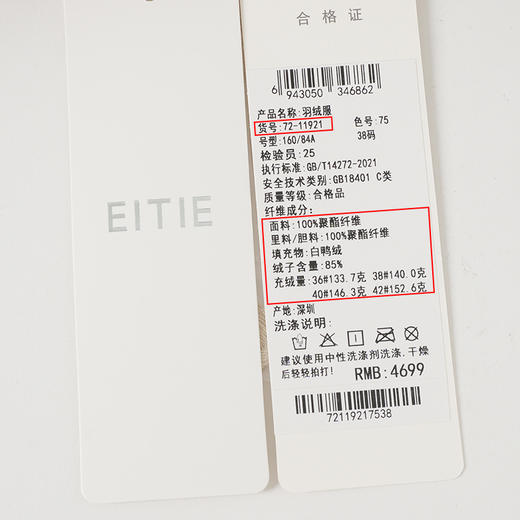 EITIE
合格证
6 943050 346862
产品名称:羽绒服
货号:72-11921 色号:75
号型:160/84A 38码
检验员:25
执行标准:GB/T14272-2021
安全技术类别:GB18401 C类
质量等级:合格品
纤维成分:
面料:100%聚酯纤维
里料/胆料:100%聚酯纤维
填充物:白鸭绒
绒子含量:85%
充绒量:36#133.7克 38#140.0克
40#146.3克 42#152.6克
产地:深圳
洗涤说明:
建议使用中性洗涤剂洗涤,干燥
后轻轻拍打! RMB:4699
72119217538